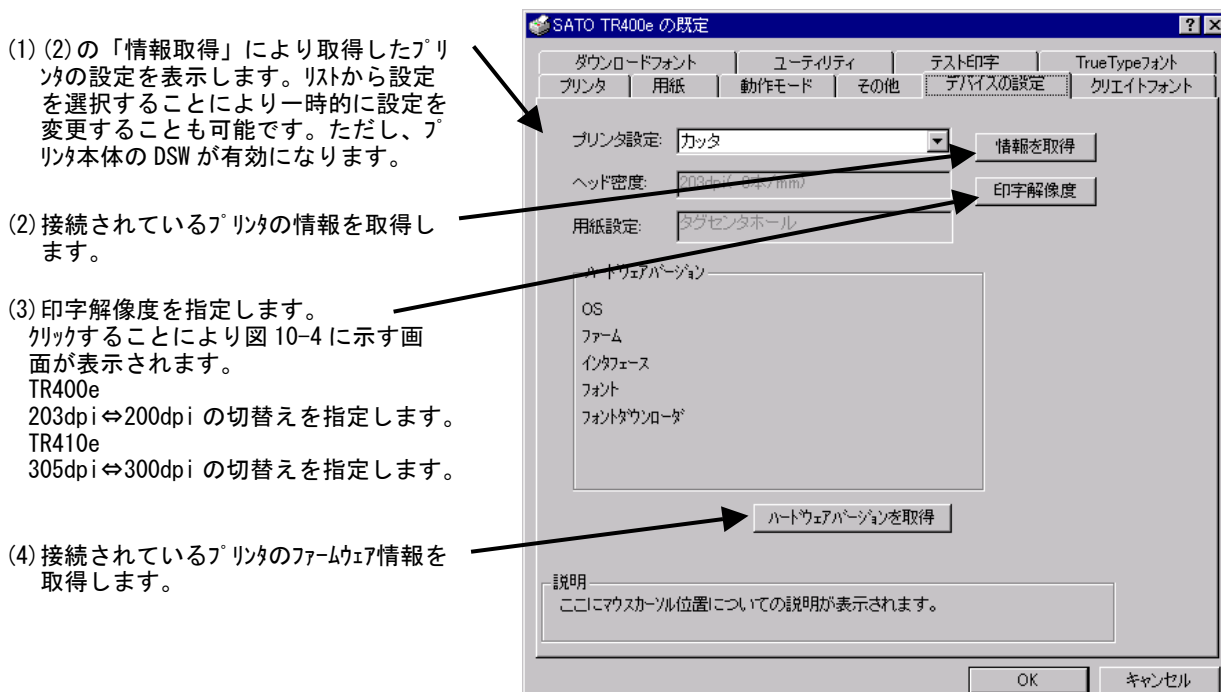 (1)(2)の「情報取得」により取得したﾌﾟﾘ
ﾝﾀの設定を表示します。ﾘｽﾄから設定
を選択することにより一時的に設定を
変更することも可能です。ただし、ﾌﾟ
ﾘﾝﾀ本体の DSW が有効になります。
(2)接続されているﾌﾟﾘﾝﾀの情報を取得し
ます。
(3)印字解像度を指定します。
ｸﾘｯｸすることにより図 10-4 に示す画
面が表示されます。
TR400e
203dpi⇔200dpi の切替えを指定します。
TR410e
305dpi⇔300dpi の切替えを指定します。
(4)接続されているﾌﾟﾘﾝﾀのﾌｧｰﾑｳｪｱ情報を
取得します。
SATO TR400e の既定
ダウンロードフォント ユーティリティ テスト印字 TrueTypeﾌｫﾝﾄ
プリンタ 用紙 動作モード その他 デバイスの設定 クリエイトフォント
プリンタ設定: カッタ 情報を取得
ヘッド密度: 203dpi( 8本/mm) 印字解像度
用紙設定: タグセンタホール
ﾊｰﾄﾞｳｪｱﾊﾞｰｼﾞｮﾝ
OS
ﾌｧｰﾑ
ｲﾝﾀﾌｪｰｽ
ﾌｫﾝﾄ
ﾌｫﾝﾄﾀﾞｳﾝﾛｰﾀﾞ
ﾊｰﾄﾞｳｪｱﾊﾞｰｼﾞｮﾝを取得
説明
ここにマウスカーソル位置についての説明が表示されます。
OK キャンセル